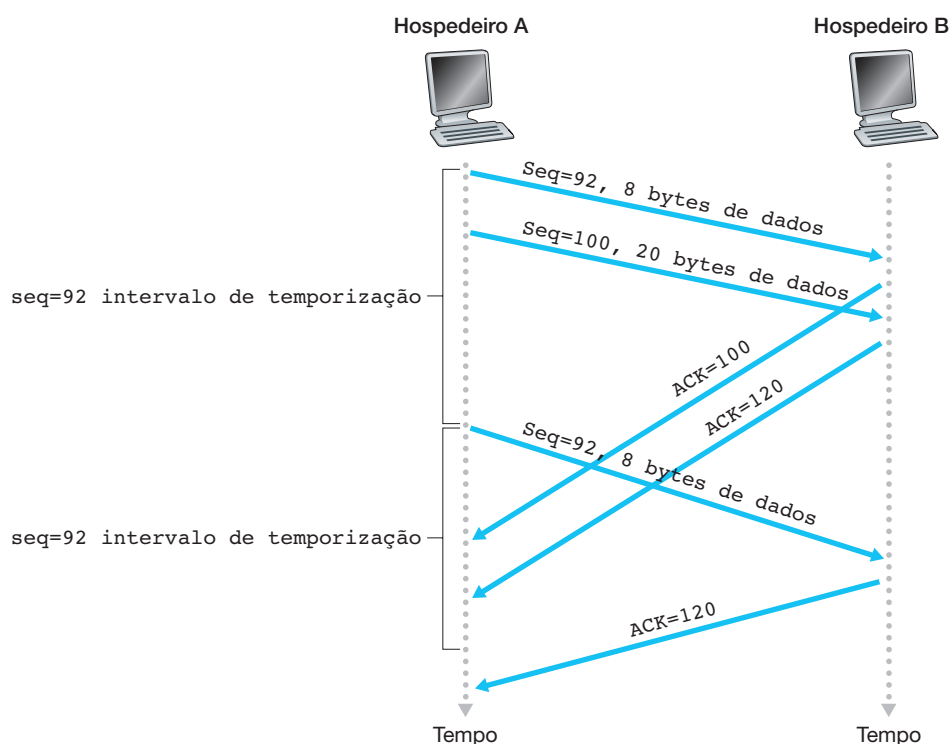 Hospedeiro A
Hospedeiro B
Seq=92, 8 bytes de dados
Seq=100, 20 bytes de dados
seq=92 intervalo de temporização
ACK=100
ACK=120
Seq=92, 8 bytes de dados
seq=92 intervalo de temporização
ACK=120
Tempo
Tempo